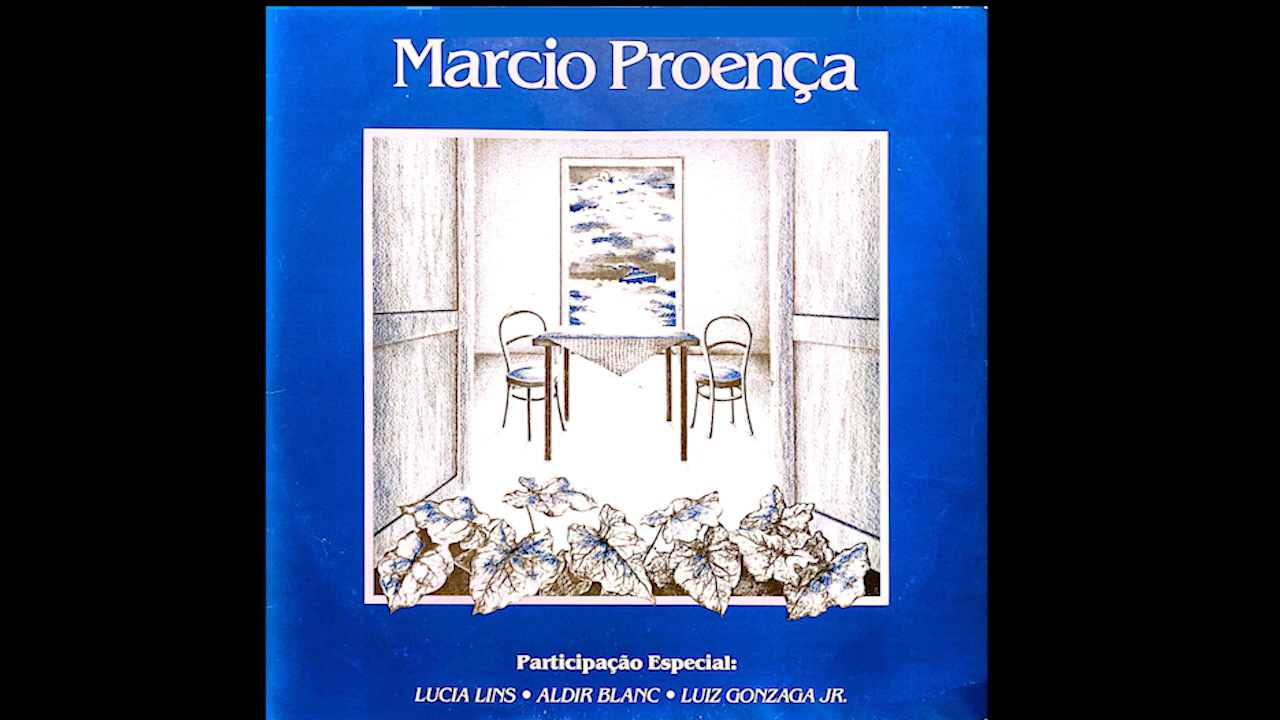 Marcio Proença
Participação Especial:
LUCIA LINS • ALDIR BLANC • LUIZ GONZAGA JR.